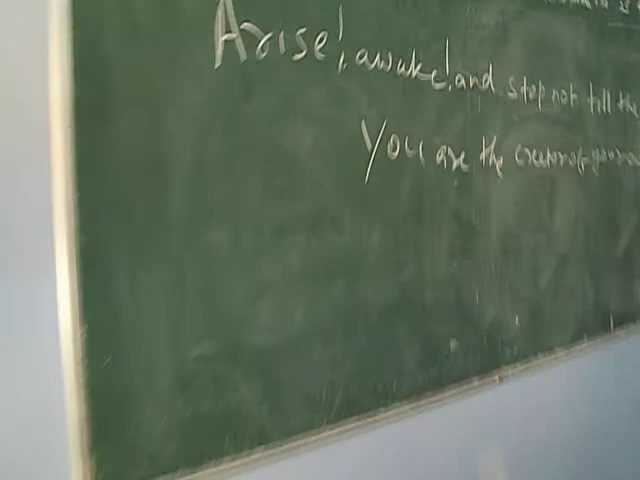 Arise!, awake! and stop not till the
You are the creator of your